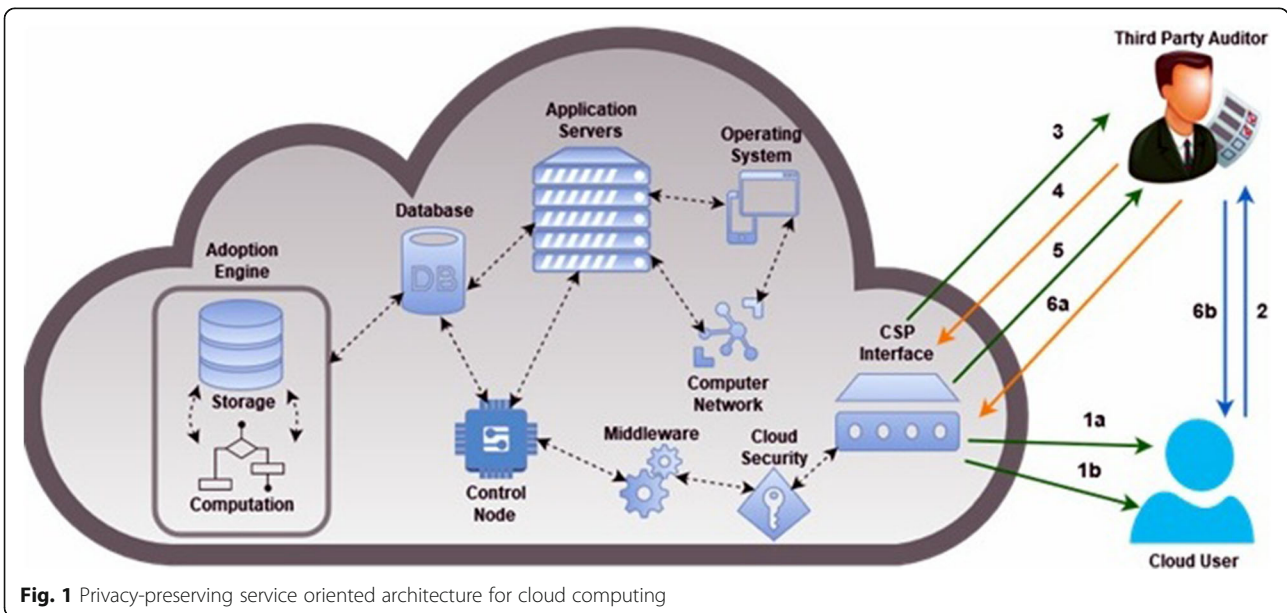 Third Party Auditor
Application
Servers
Operating
System
3
4
Database
5
Adoption
Engine
DB
6a
6b
2
CSP
Interface
Storage
Computer
Network
1a
Middleware
Cloud
Security
1b
Computation
Control
Node
Cloud User
Fig. 1 Privacy-preserving service oriented architecture for cloud computing